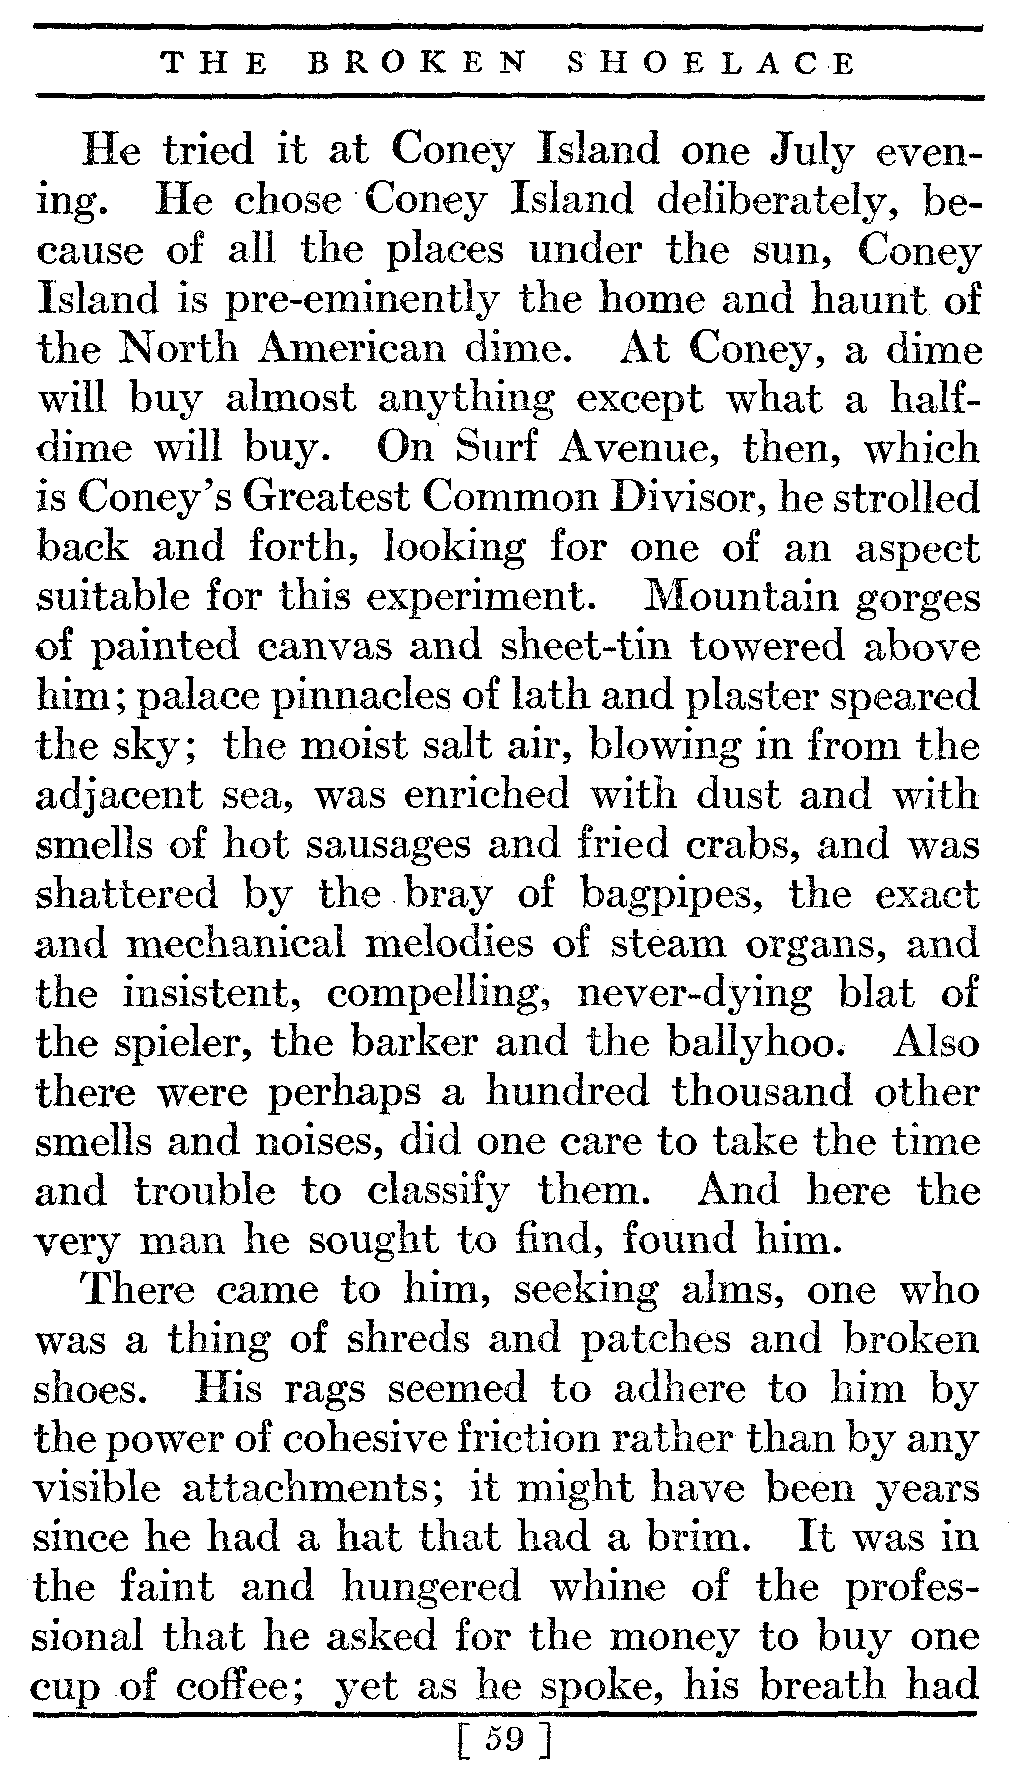 THE BROKEN SHOELACE
He tried it at Coney Island one July even-
ing. He chose Coney Island deliberately, be-
cause of all the places under the sun, Coney
Island is pre-eminently the home and haunt of
the North American dime. At Coney, a dime
will buy almost anything except what a half-
dime will buy. On Surf Avenue, then, which
is Coney's Greatest Common Divisor, he strolled
back and forth, looking for one of an aspect
suitable for this experiment. Mountain gorges
of painted canvas and sheet-tin towered above
him; palace pinnacles of lath and plaster speared
the sky; the moist salt air, blowing in from the
adjacent sea, was enriched with dust and with
smells of hot sausages and fried crabs, and was
shattered by the bray of bagpipes, the exact
and mechanical melodies of steam organs, and
the insistent, compelling, never-dying blat of
the spieler, the barker and the ballyhoo. Also
there were perhaps a hundred thousand other
smells and noises, did one care to take the time
and trouble to classify them. And here the
very man he sought to find, found him.
There came to him, seeking alms, one who
was a thing of shreds and patches and broken
shoes. His rags seemed to adhere to him by
the power of cohesive friction rather than by any
visible attachments; it might have been years
since he had a hat that had a brim. It was in
the faint and hungered whine of the profes-
sional that he asked for the money to buy one
cup of coffee; yet as he spoke, his breath had
[ 59 ]